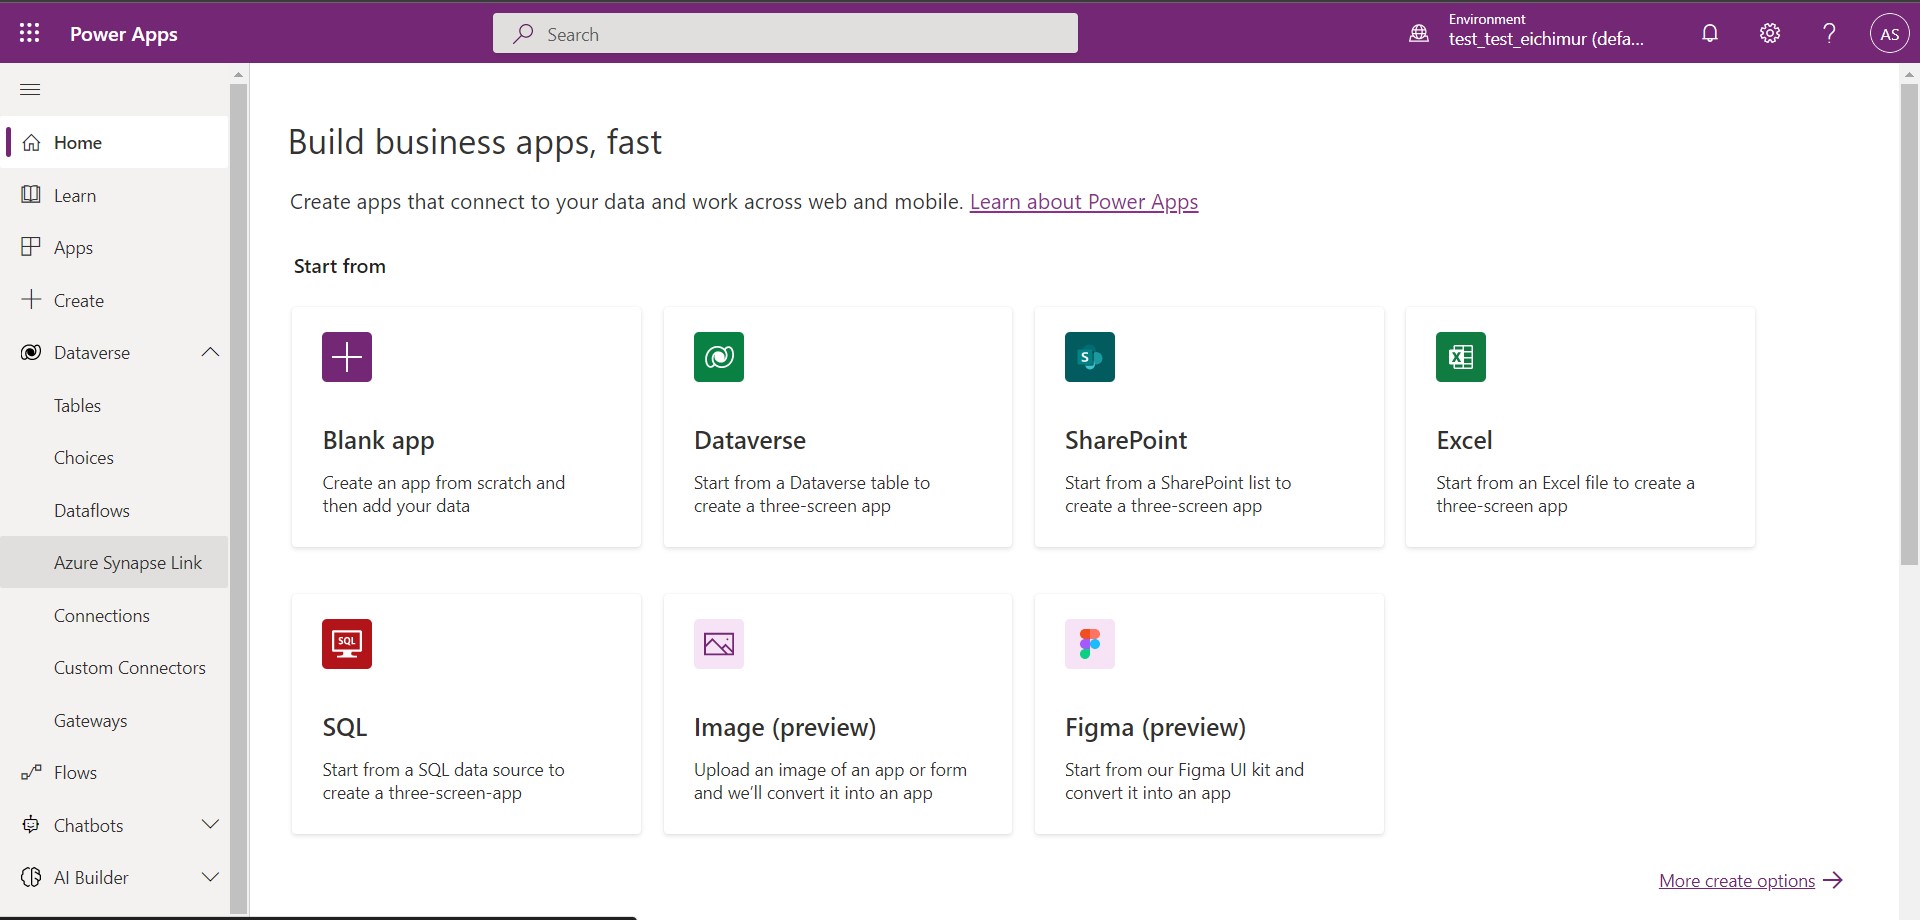 Power Apps
Search
Environment
test_test_eichimur (defa...
AS
Home
Learn
Apps
Create
Dataverse
Tables
Choices
Dataflows
Azure Synapse Link
Connections
Custom Connectors
Gateways
Flows
Chatbots
AI Builder
Build business apps, fast
Create apps that connect to your data and work across web and mobile. Learn about Power Apps
Start from
Blank app
Create an app from scratch and
then add your data
Dataverse
Start from a Dataverse table to
create a three-screen app
S
SharePoint
Start from a SharePoint list to
create a three-screen app
X
Excel
Start from an Excel file to create a
three-screen app
SQL
SQL
Start from a SQL data source to
create a three-screen-app
Image (preview)
Upload an image of an app or form
and we’ll convert it into an app
Figma (preview)
Start from our Figma UI kit and
convert it into an app
More create options